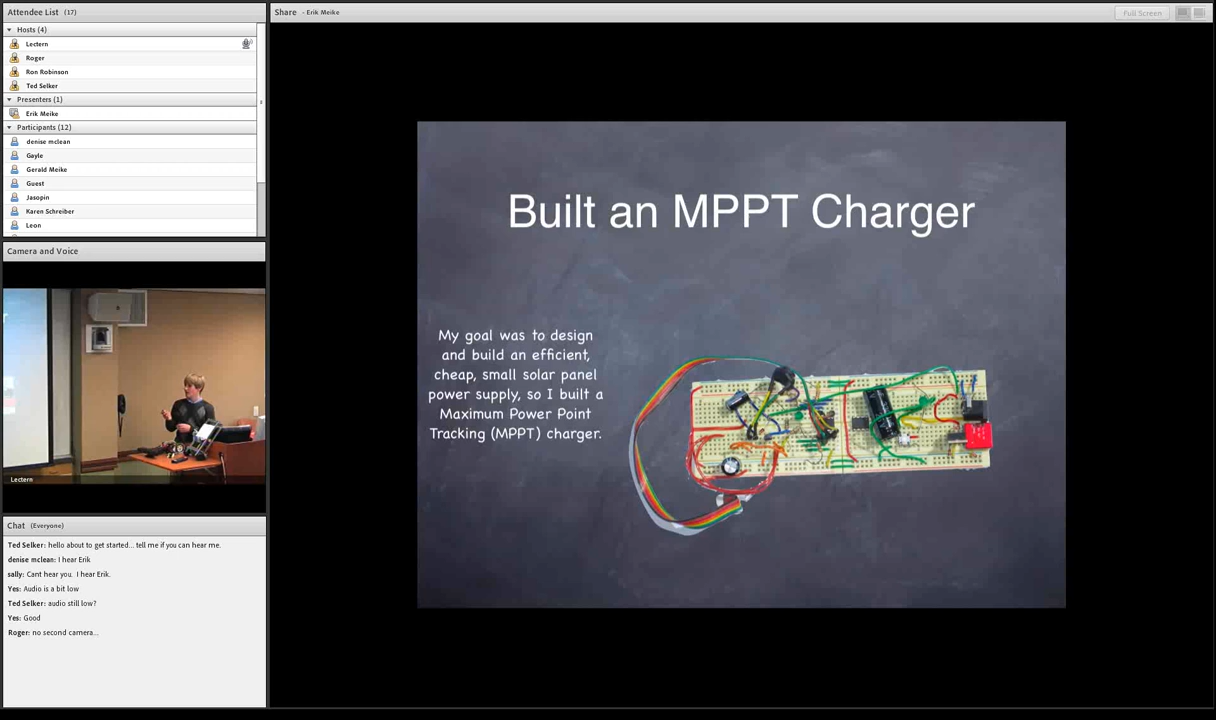 Attendee List (17)
Hosts (4)
Lectern
Roger
Ron Robinson
Ted Selker
Presenters (1)
Erik Meike
Participants (12)
denise mclean
Gayle
Gerald Meike
Guest
Jasopin
Karen Schreiber
Leon
Camera and Voice
Lectern
Chat (Everyone)
Ted Selker: hello about to get started... tell me if you can hear me.
denise mclean: I hear Erik
sally: Cant hear you. I hear Erik.
Yes: Audio is a bit low
Ted Selker: audio still low?
Yes: Good
Roger: no second camera...
Share - Erik Meike
Full Screen
Built an MPPT Charger
My goal was to design
and build an efficient,
cheap, small solar panel
power supply, so I built a
Maximum Power Point
Tracking (MPPT) charger.